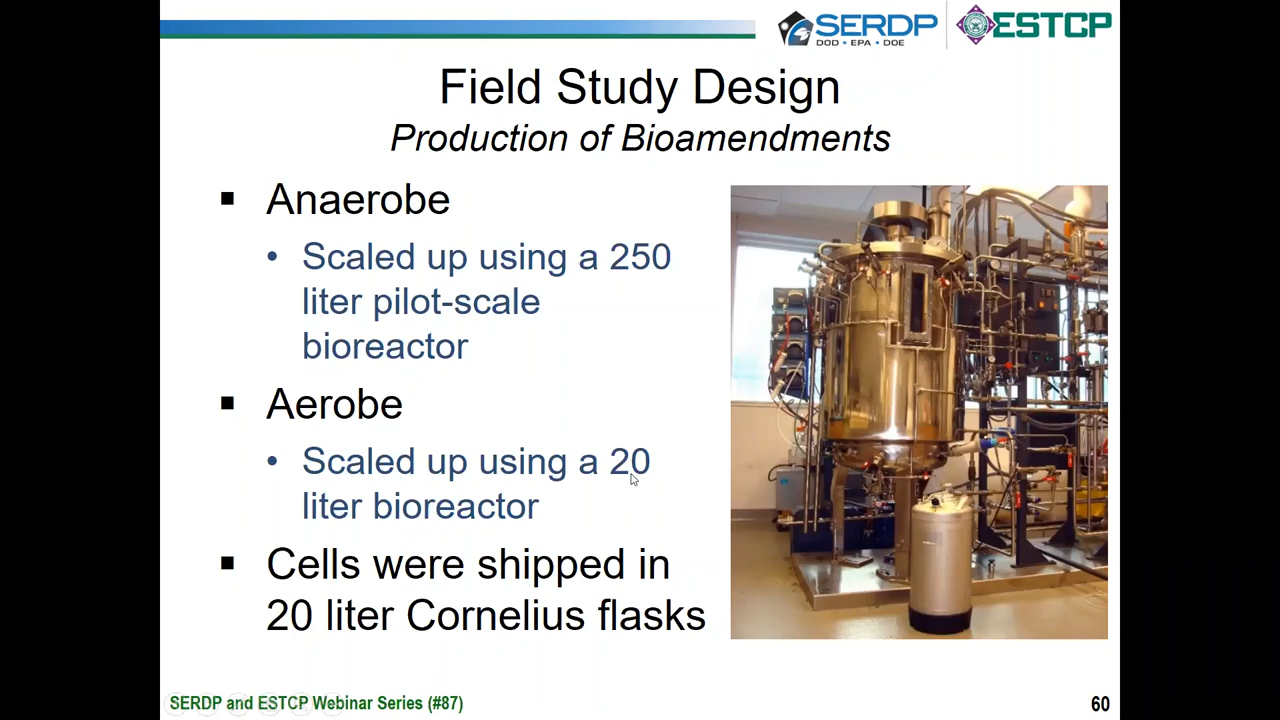 SERDP
DOD • EPA • DOE
ESTCP
Field Study Design
Production of Bioamendments
▪ Anaerobe
• Scaled up using a 250
liter pilot-scale
bioreactor
▪ Aerobe
• Scaled up using a 20
liter bioreactor
▪ Cells were shipped in
20 liter Cornelius flasks
SERDP and ESTCP Webinar Series (#87)
60